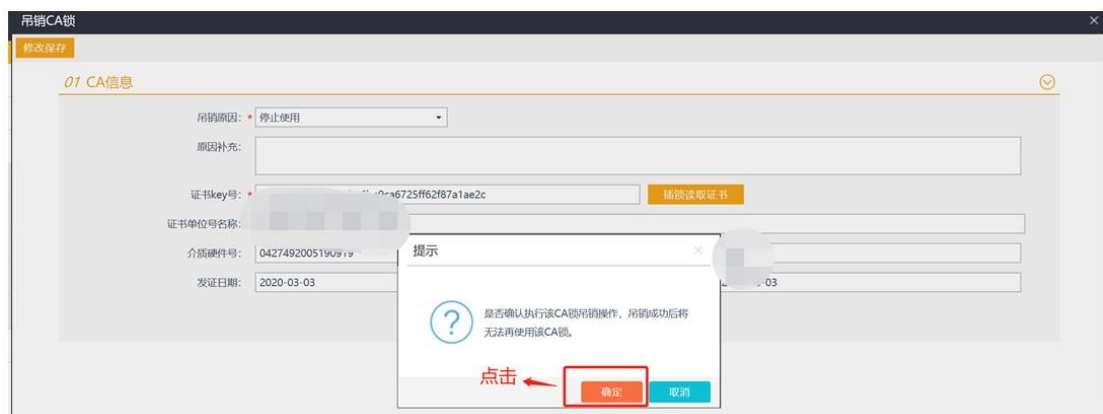 吊销CA锁
修改保存
01 CA信息
吊销原因: * 停止使用
原因补充:
证书key号: * 0ca6725ff62f87a1ae2c 插锁读取证书
证书单位号名称:
介质硬件号: 0427492005190919
发证日期: 2020-03-03 -03
提示
是否确认执行该CA锁吊销操作，吊销成功后将
无法再使用该CA锁。
点击
确定 取消